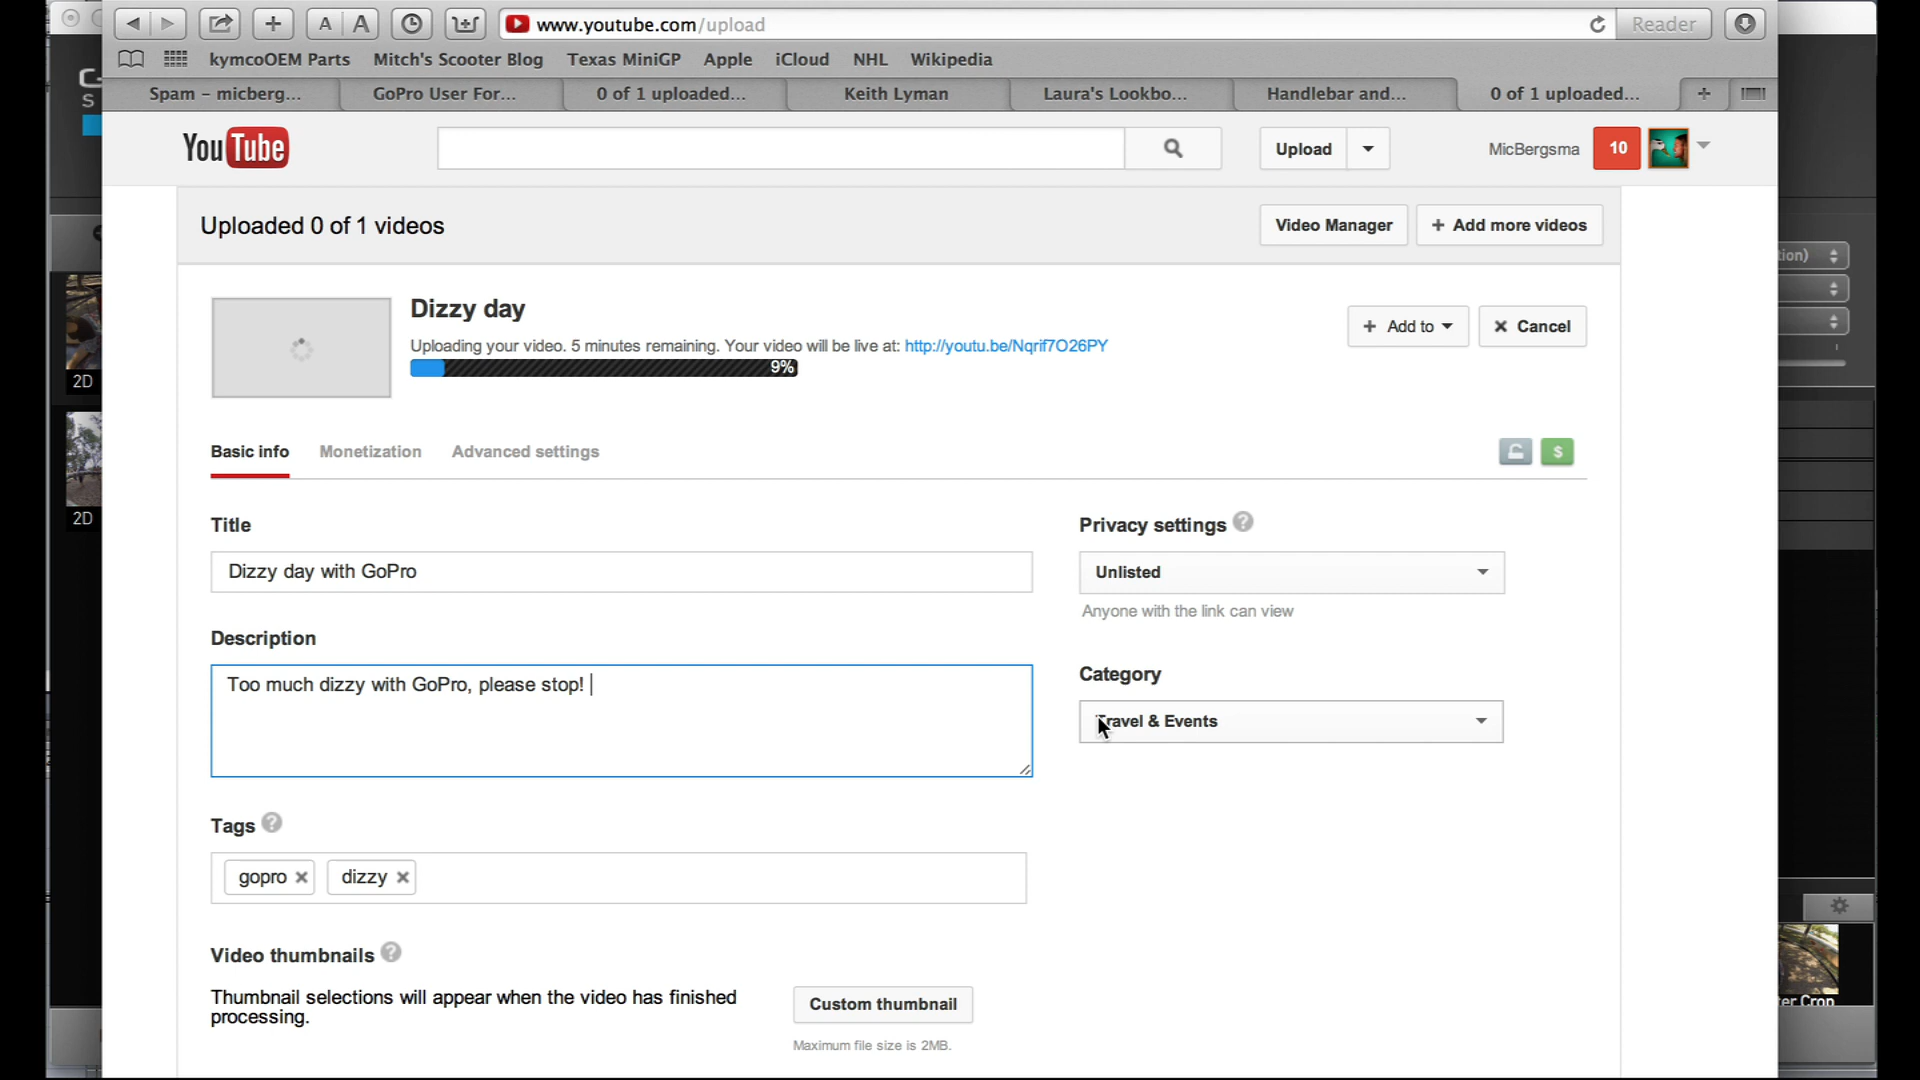 A A
www.youtube.com/upload
Reader
kymcoOEM Parts Mitch's Scooter Blog Texas MiniGP Apple iCloud NHL Wikipedia
Spam – micberg... GoPro User For... 0 of 1 uploaded... Keith Lyman Laura's Lookbo... Handlebar and... 0 of 1 uploaded... +
YouTube
Upload
MicBergsma 10
Uploaded 0 of 1 videos
Video Manager + Add more videos
Dizzy day
+ Add to × Cancel
Uploading your video. 5 minutes remaining. Your video will be live at: http://youtu.be/Nqrif7O26PY
9%
2D
Basic info Monetization Advanced settings
$
2D
Title
Dizzy day with GoPro
Privacy settings ?
Unlisted
Anyone with the link can view
Description
Too much dizzy with GoPro, please stop!
Category
Travel & Events
Tags ?
gopro × dizzy ×
Video thumbnails ?
Thumbnail selections will appear when the video has finished
processing.
Custom thumbnail
Maximum file size is 2MB.
Crop